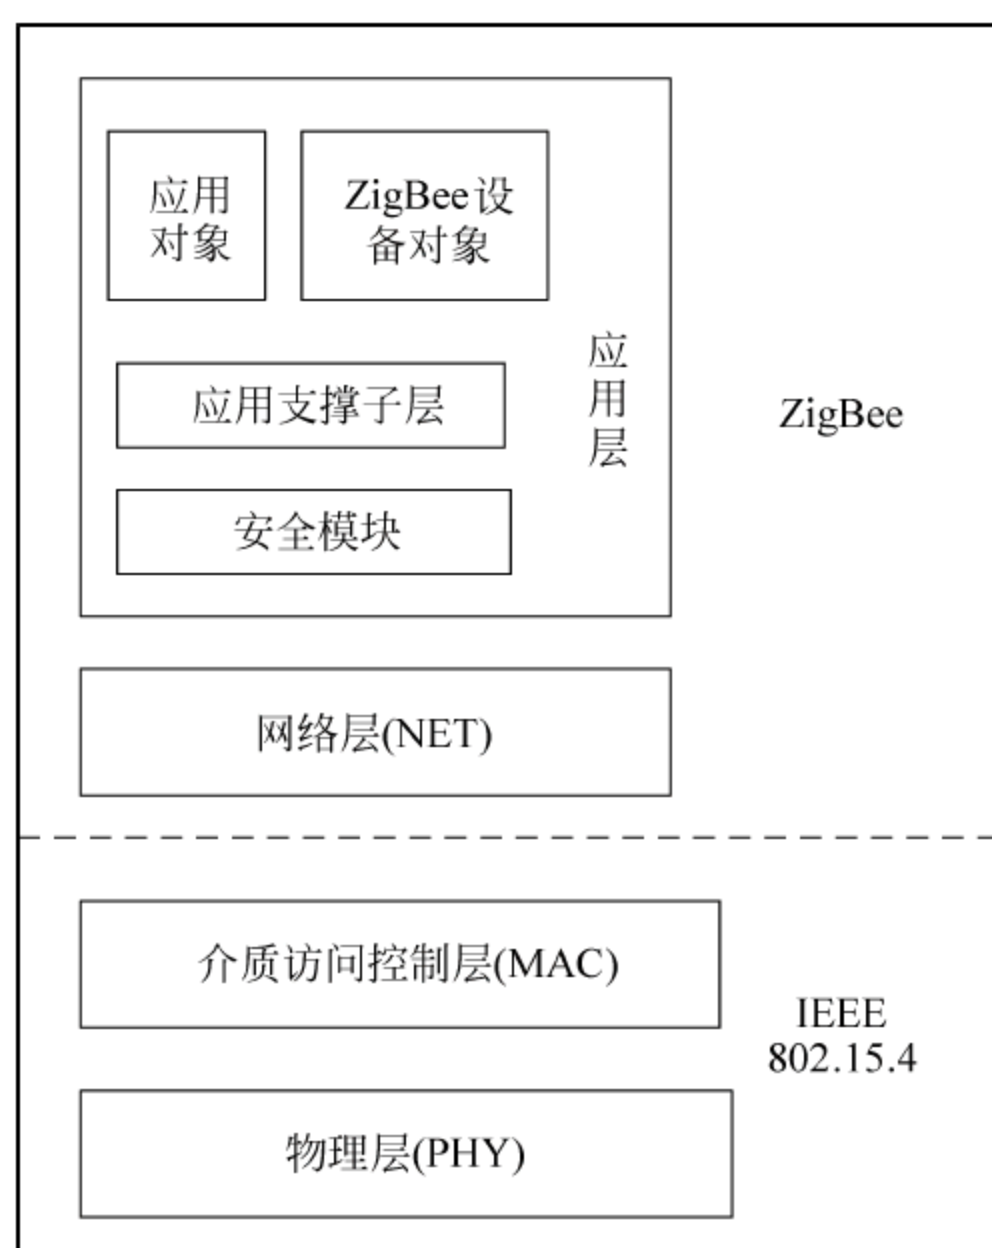 应用
对象
ZigBee设
备对象
应用支撑子层
安全模块
应
用
层
ZigBee
网络层(NET)
介质访问控制层(MAC)
IEEE
802.15.4
物理层(PHY)